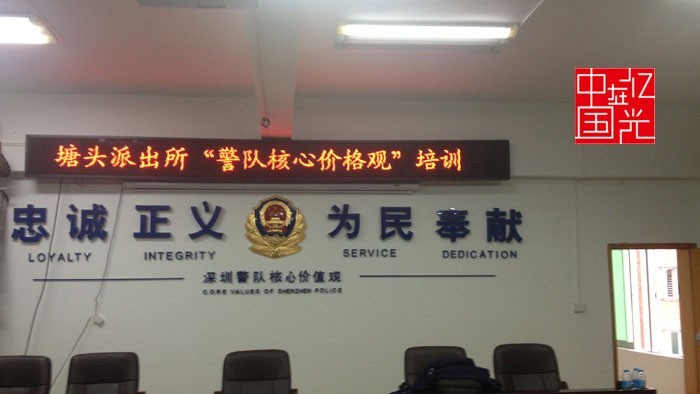 中在亿
国光
塘头派出所“警队核心价格观”培训
忠诚 正义 为民 奉献
LOYALTY INTEGRITY SERVICE DEDICATION
深圳警队核心价值观
CORE VALUES OF SHENZHEN POLICE